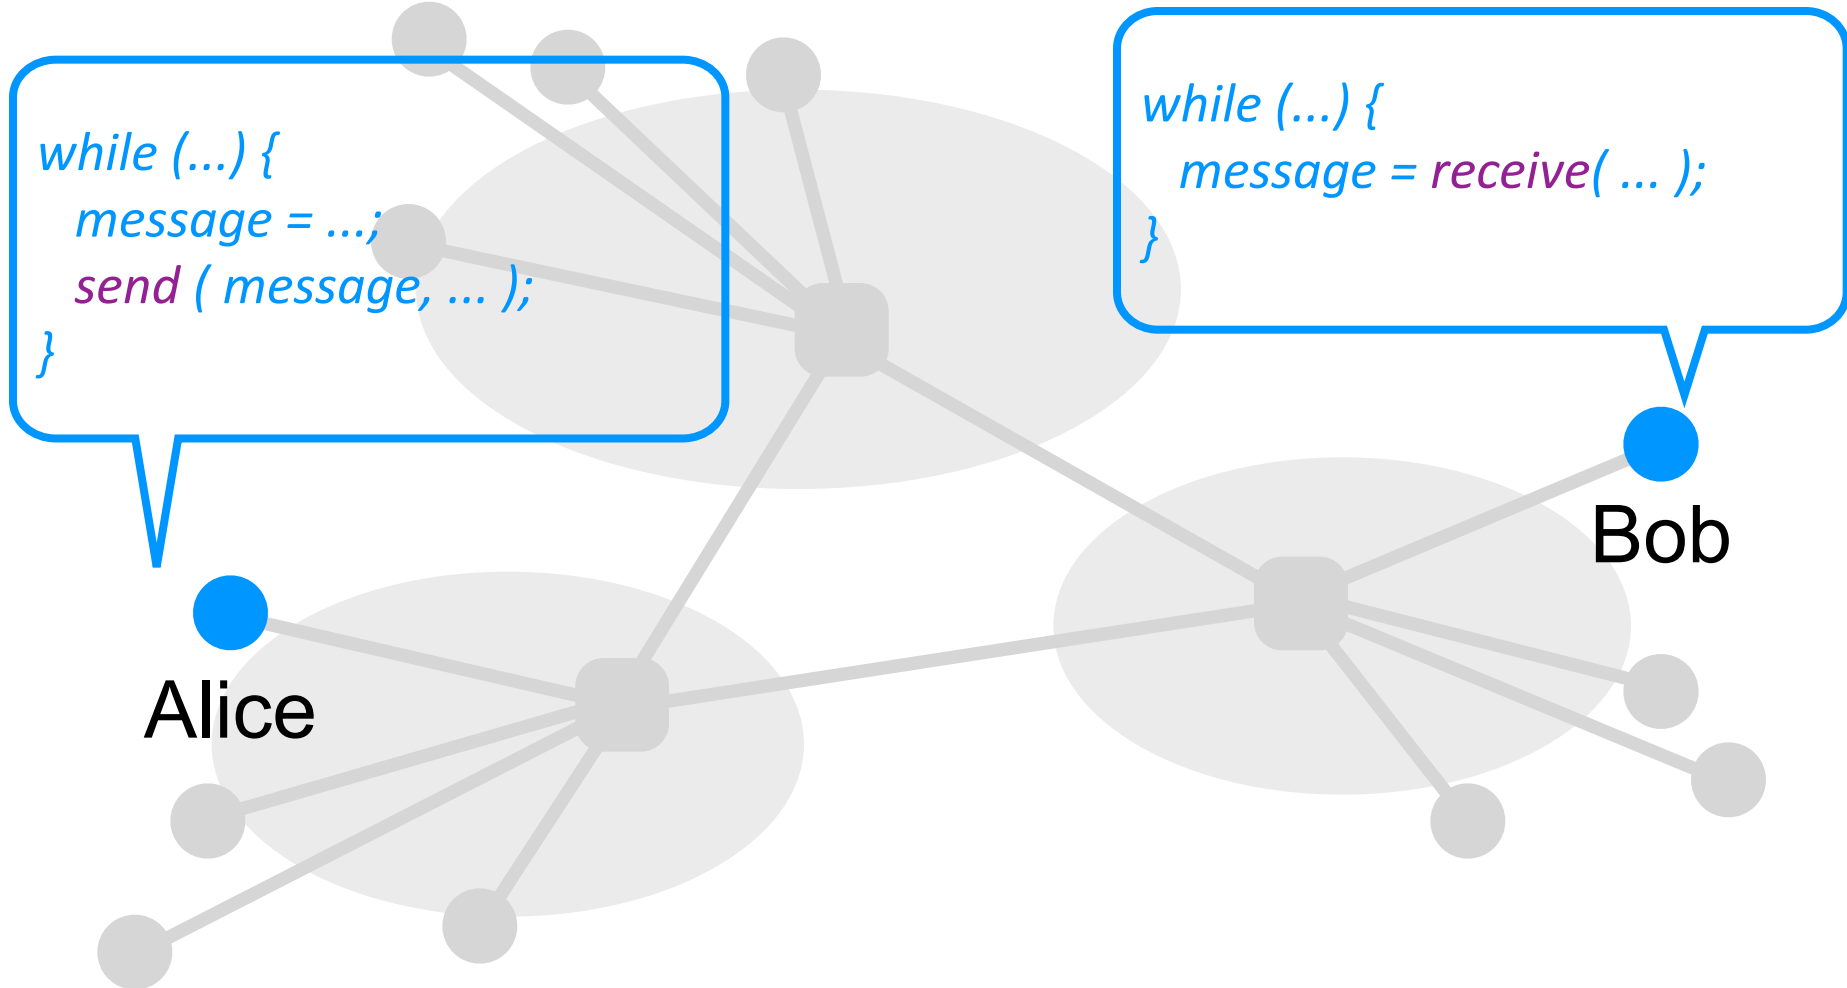 while (...) {
message = ...;
send ( message, ... );
}
while (...) {
message = receive( ... );
}
Bob
Alice